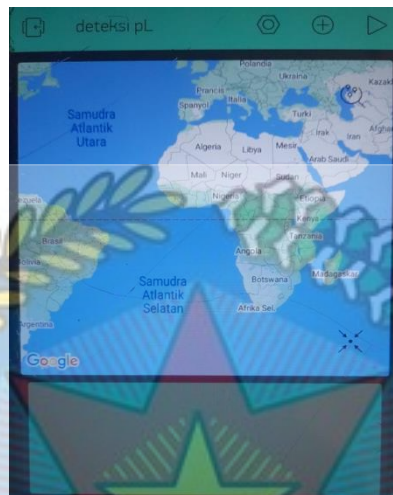 deteksi pL
Polandia
Ukraina
Kazak
Prancis
Italia
Spanyol
Turki
Samudra
Atlantik
Utara
Irak
Iran
Afgha
Algeria
Libya
Mesir
Arab Saudi
Mali
Niger
Sudan
Nigeria
Etiopia
Kenya
Brasil
Tanzania
Angola
Bolivia
Samudra
Atlantik
Selatan
Botswana
Madagaskar
Argentina
Afrika Sel.
Google